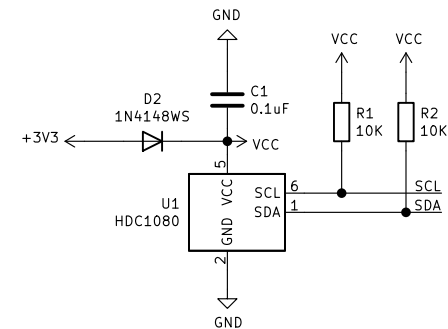 GND
VCC
VCC
D2
1N4148WS
C1
0.1uF
R1
10K
R2
10K
+3V3
VCC
5
U1
HDC1080
VCC
GND
SCL
SDA
6
1
SCL
SDA
2
GND